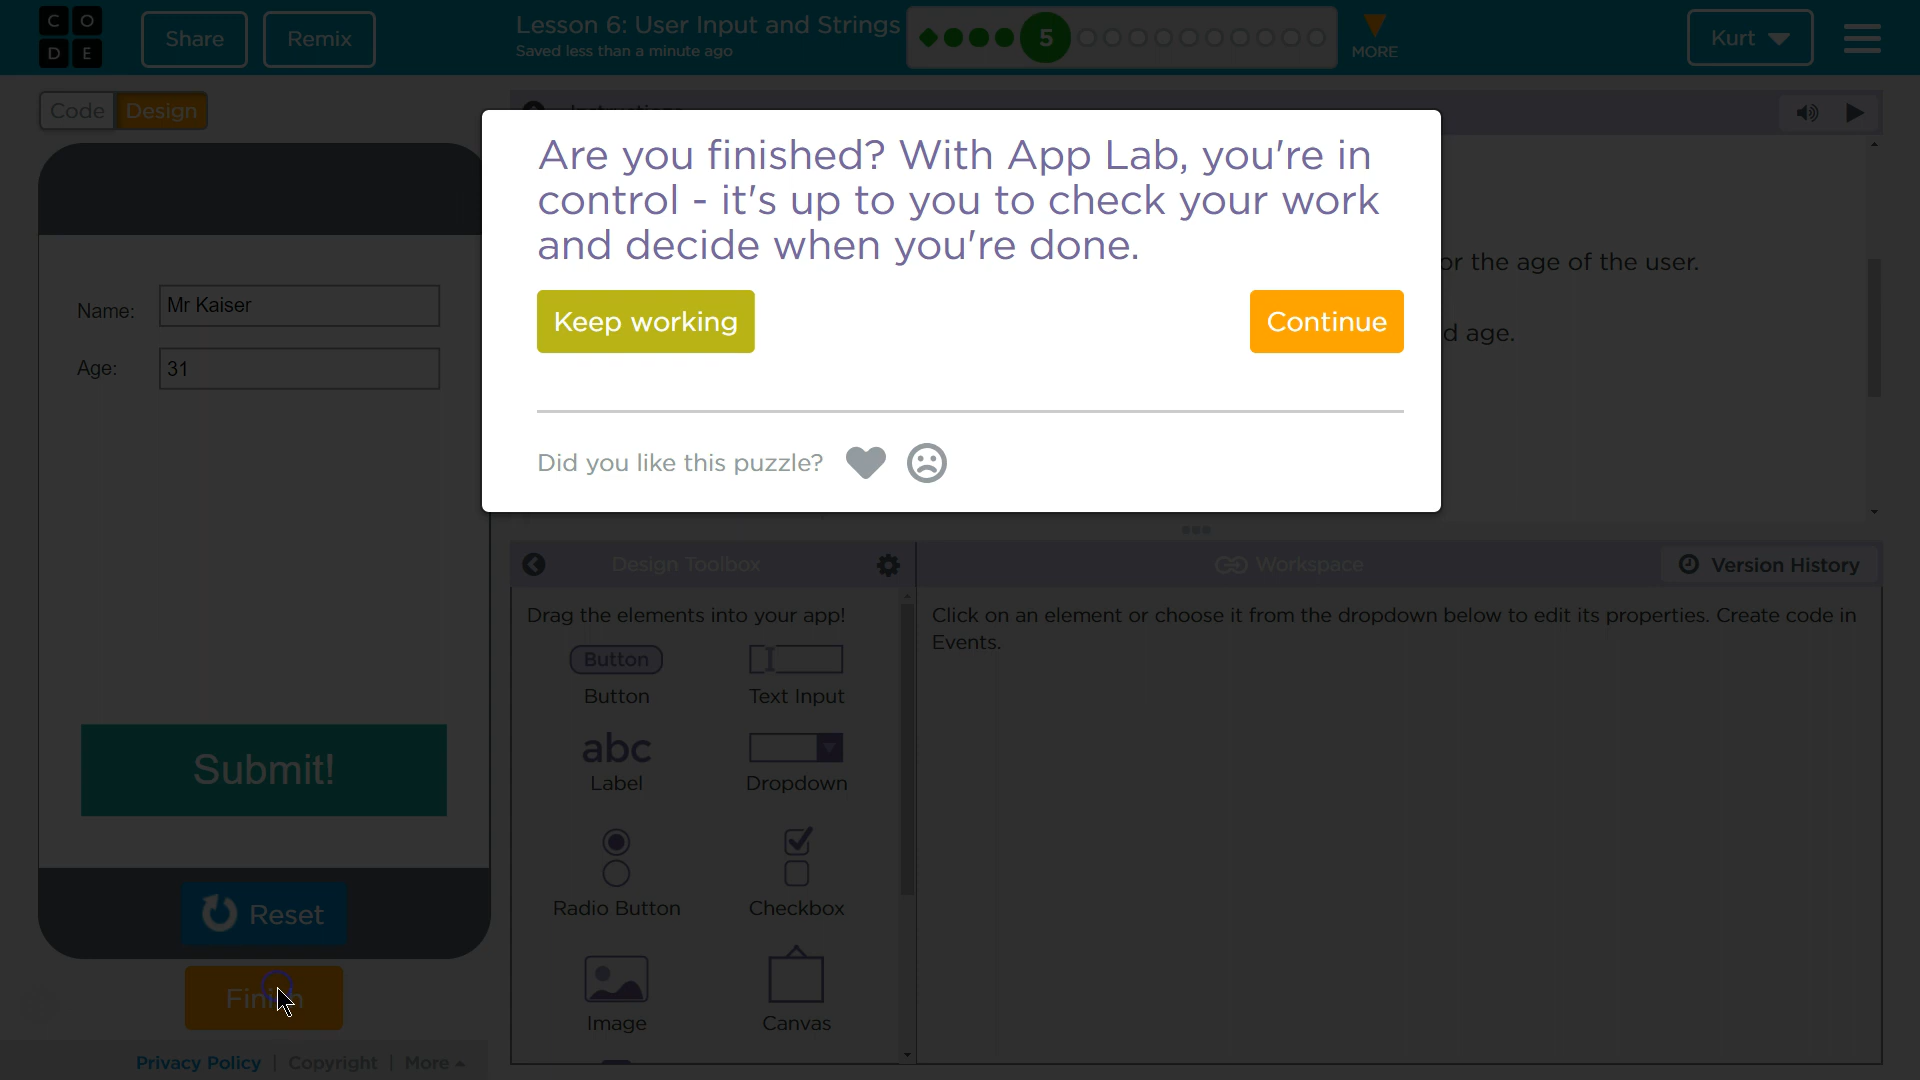 CODE
Share
Remix
Lesson 6: User Input and Strings
Saved less than a minute ago
5
MORE
Kurt
Code
Design
Are you finished? With App Lab, you're in
control - it's up to you to check your work
and decide when you're done.
Keep working
Continue
Did you like this puzzle?
or the age of the user.
d age.
Name:
Mr Kaiser
Age:
31
Submit!
Reset
Finish
Design Toolbox
Workspace
Version History
Drag the elements into your app!
Click on an element or choose it from the dropdown below to edit its properties. Create code in
Events.
Button
Button
Text Input
abc
Label
Dropdown
Radio Button
Checkbox
Image
Canvas
Privacy Policy
Copyright
More